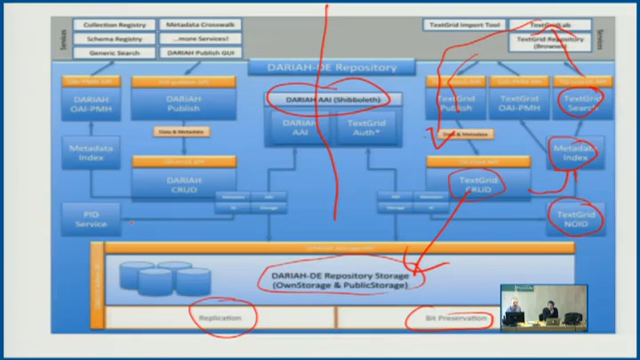 Services
Collection Registry
Metadata Crosswalk
TextGrid Import Tool
TextGridLab
Services
Schema Registry
...more Services!
TextGrid Repository
(Browser)
Generic Search
DARIAH Publish GUI
DARIAH-DE Repository
DARIAH
OAI-PMH
DARIAH
Publish
DARIAH AAI (Shibboleth)
DARIAH
AAI
TextGrid
Auth*
TextGrid
Publish
TextGrid
OAI-PMH
TextGrid
Search
Data & Metadata
Data & Metadata
Metadata
Index
DARIAH
CRUD
TextGrid
CRUD
Metadata
Index
PID
Service
TextGrid
NOID
DARIAH-DE Repository Storage
(OwnStorage & PublicStorage)
Replication
Bit Preservation